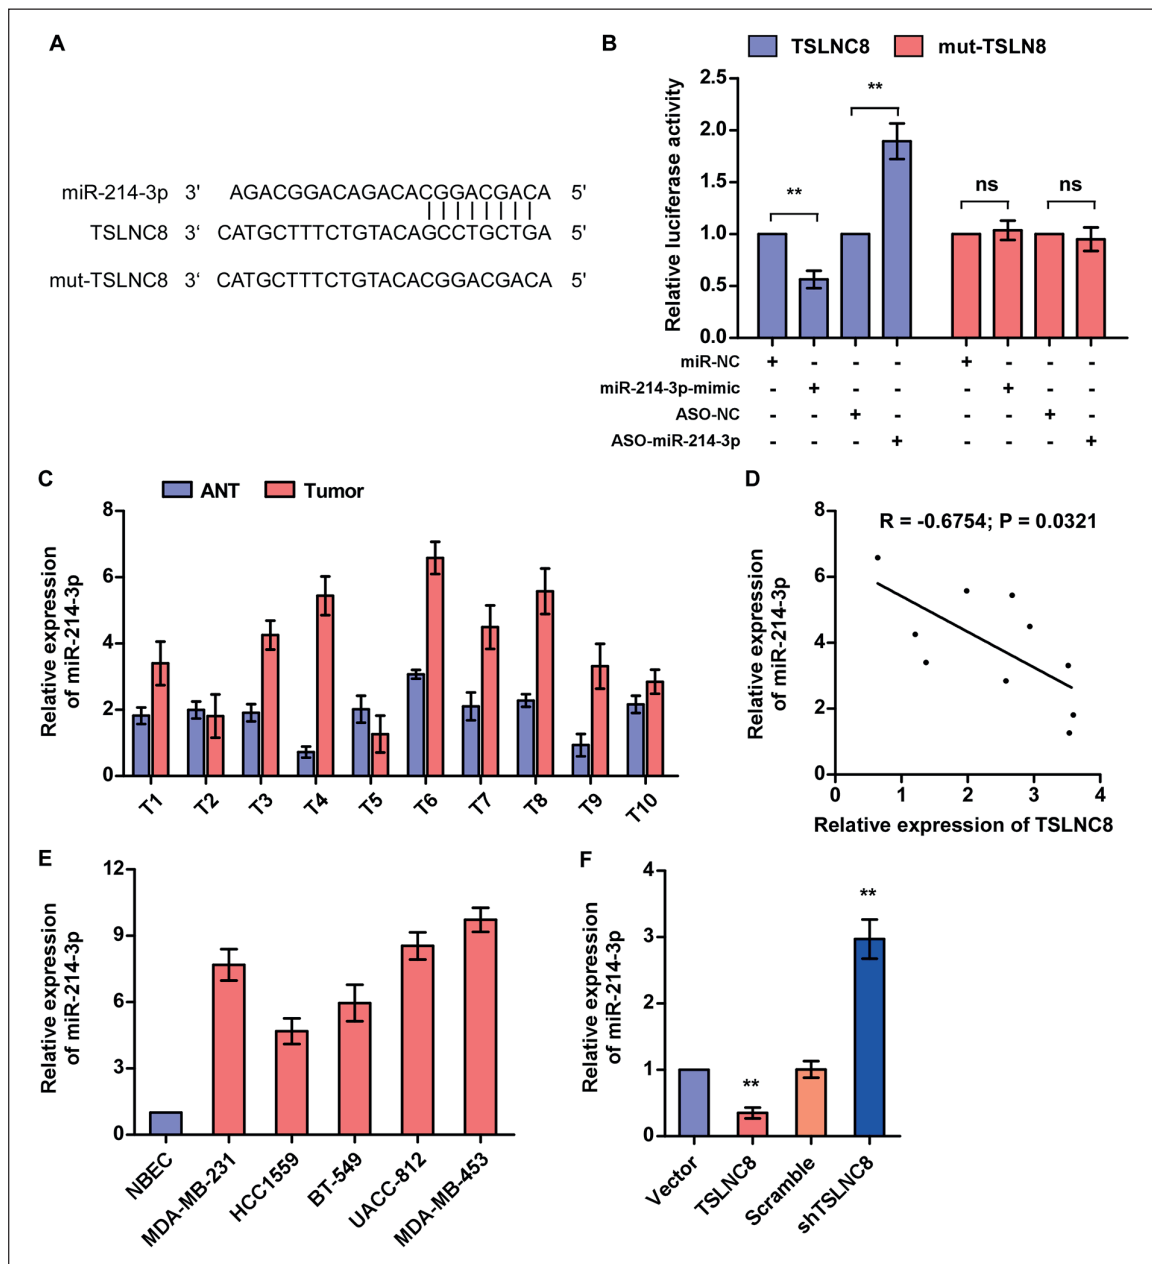 A
miR-214-3p 3' AGACGGACAGACACGGACGACA 5'
TSLNC8 3‘ CATGCTTTCTGTACAGCCTGCTGA 5'
mut-TSLNC8 3‘ CATGCTTTCTGTACACGGACGACA 5'
B
TSLNC8 mut-TSLN8
Relative luciferase activity
2.5
2.0
1.5
1.0
0.5
0.0
** ** ns ns
miR-NC + - - - + - - -
miR-214-3p-mimic - + - - - + - -
ASO-NC - - + - - - + -
ASO-miR-214-3p - - - + - - - +
C
ANT Tumor
Relative expression
of miR-214-3p
8
6
4
2
0
T1 T2 T3 T4 T5 T6 T7 T8 T9 T10
D
R = -0.6754; P = 0.0321
Relative expression
of miR-214-3p
8
6
4
2
0
0 1 2 3 4
Relative expression of TSLNC8
E
Relative expression
of miR-214-3p
12
9
6
3
0
NBEC MDA-MB-231 HCC1559 BT-549 UACC-812 MDA-MB-453
F
Relative expression
of miR-214-3p
4
3
2
1
0
** **
Vector TSLNC8 Scramble shTSLNC8